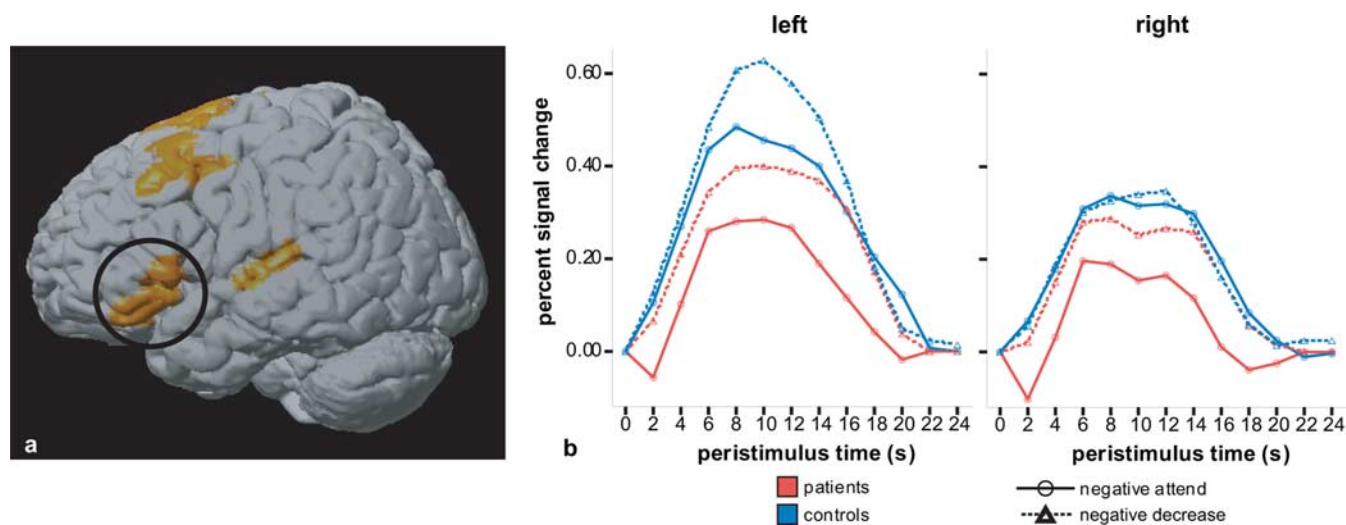 a
b
left
right
percent signal change
0.60
0.40
0.20
0.00
0 2 4 6 8 10 12 14 16 18 20 22 24
0 2 4 6 8 10 12 14 16 18 20 22 24
peristimulus time (s)
peristimulus time (s)
patients
controls
negative attend
negative decrease